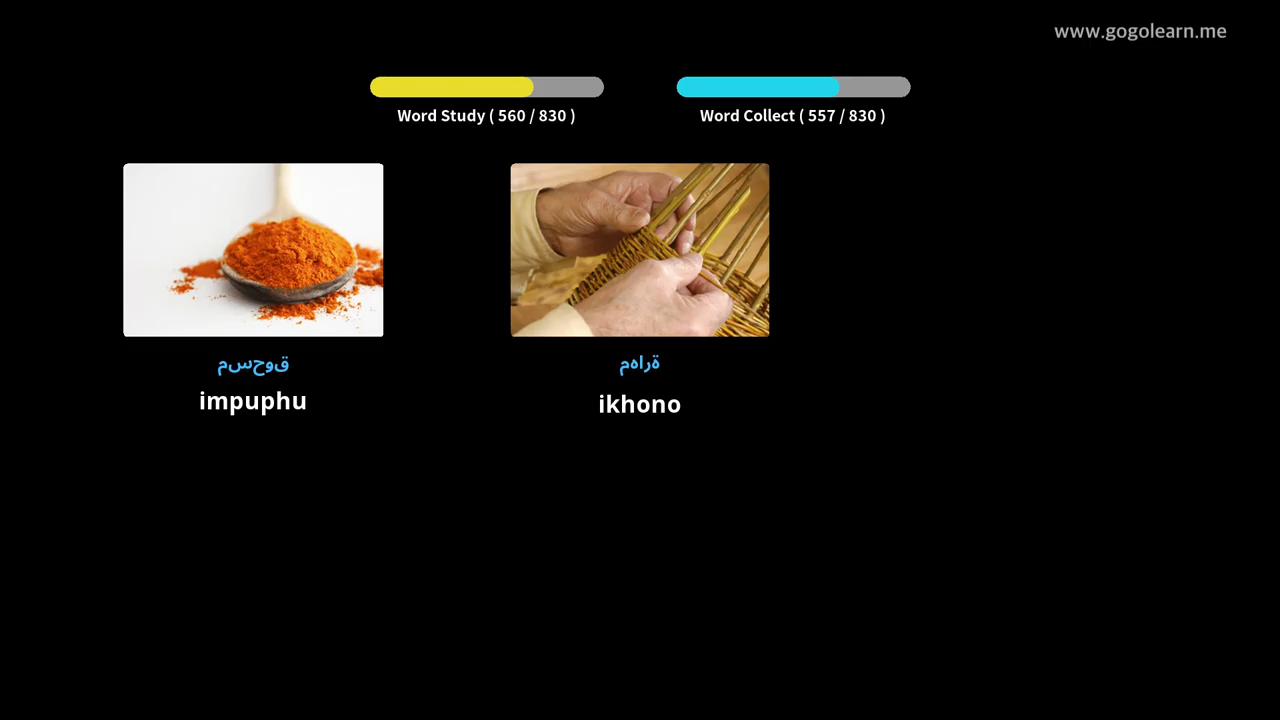 www.gogolearn.me
Word Study ( 560 / 830 )
Word Collect ( 557 / 830 )
قوحسم
impuphu
ةراهم
ikhono